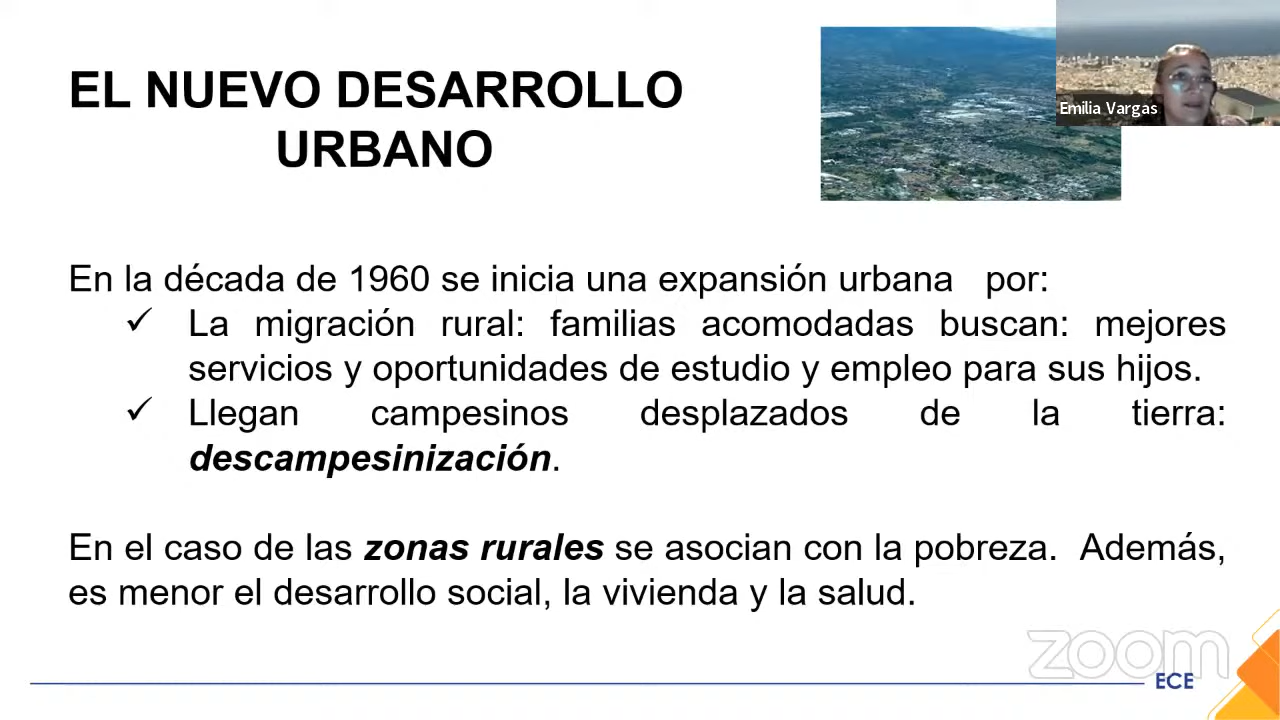 EL NUEVO DESARROLLO
URBANO
Emilia Vargas
En la década de 1960 se inicia una expansión urbana por:
✓ La migración rural: familias acomodadas buscan: mejores
servicios y oportunidades de estudio y empleo para sus hijos.
✓ Llegan campesinos desplazados de la tierra:
descampesinización.
En el caso de las zonas rurales se asocian con la pobreza. Además,
es menor el desarrollo social, la vivienda y la salud.
zoom
ECE